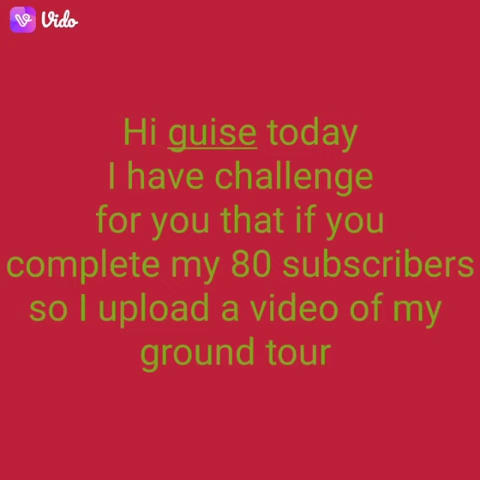 Vido
Hi guise today
I have challenge
for you that if you
complete my 80 subscribers
so I upload a video of my
ground tour